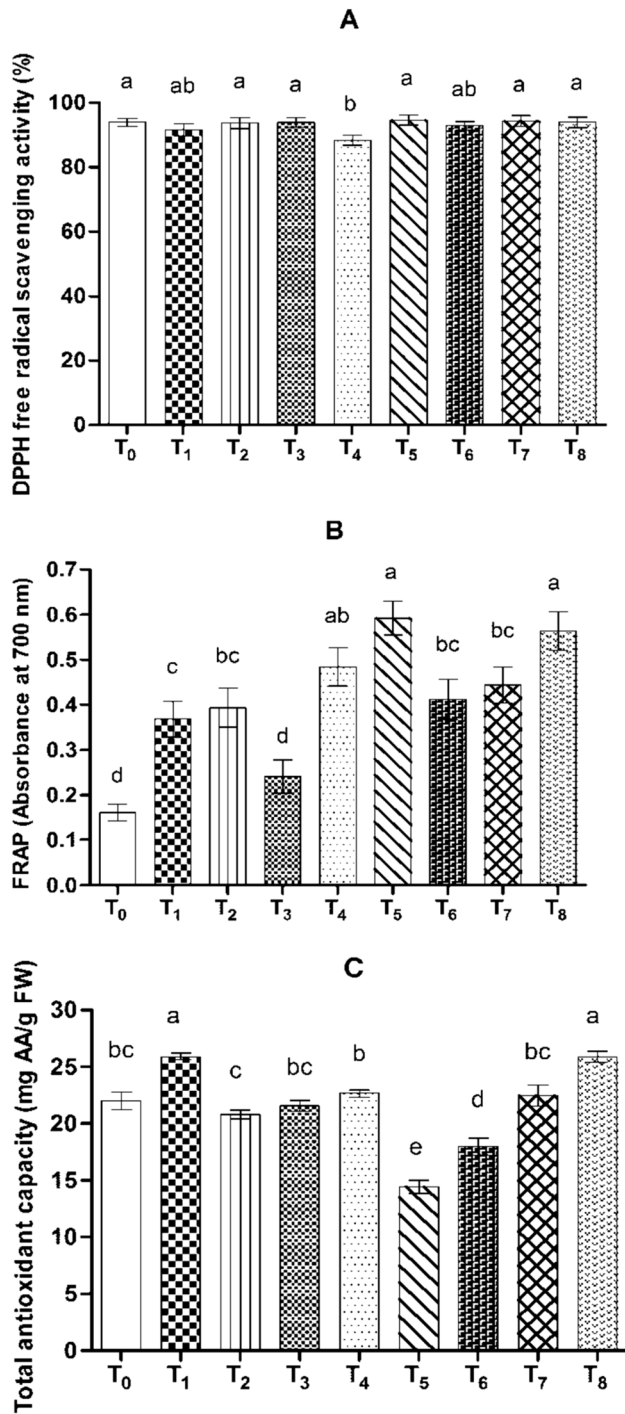 A
DPPH free radical scavenging activity (%)
a ab a a b a ab a a
100
80
60
40
20
0
T0 T1 T2 T3 T4 T5 T6 T7 T8
B
FRAP (Absorbance at 700 nm)
0.7
0.6
0.5
0.4
0.3
0.2
0.1
0.0
d c bc d ab a bc bc a
T0 T1 T2 T3 T4 T5 T6 T7 T8
C
Total antioxidant capacity (mg AA/g FW)
30
25
20
15
10
5
0
bc a c bc b e d bc a
T0 T1 T2 T3 T4 T5 T6 T7 T8